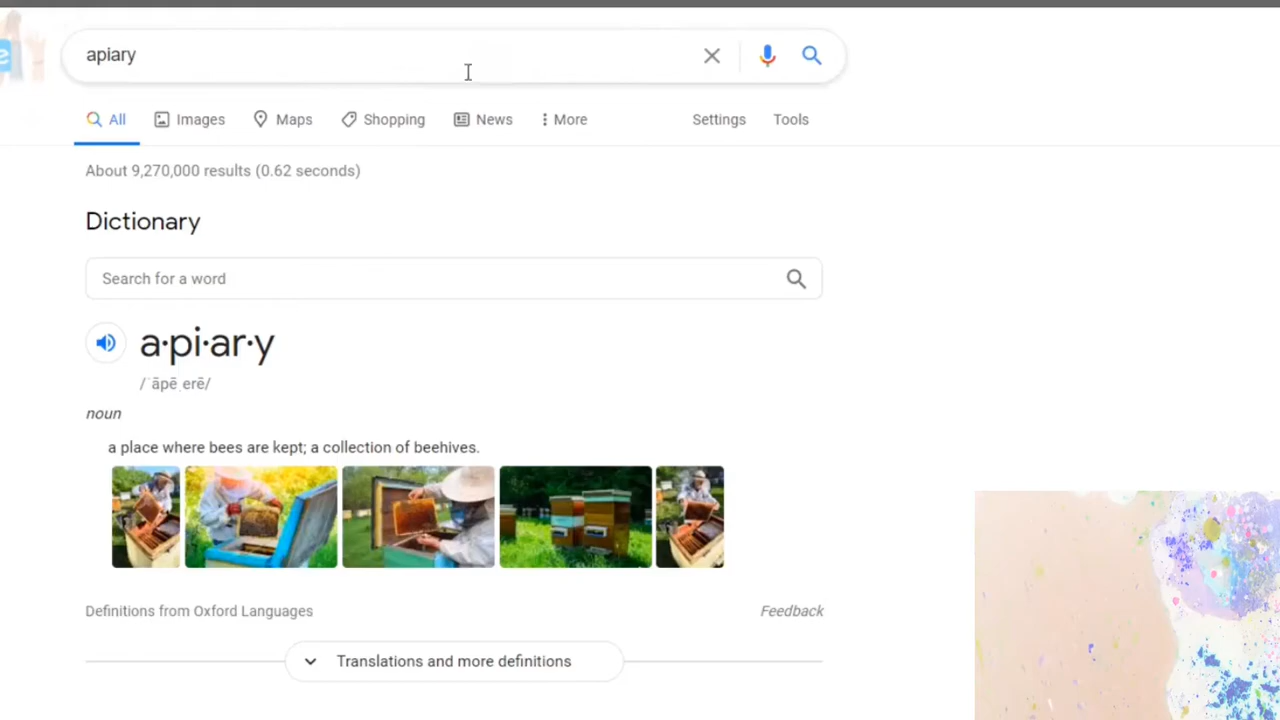 apiary
All Images Maps Shopping News More Settings Tools
About 9,270,000 results (0.62 seconds)
Dictionary
Search for a word
a·pi·ar·y
/ˈāpēˌerē/
noun
a place where bees are kept; a collection of beehives.
Definitions from Oxford Languages Feedback
Translations and more definitions